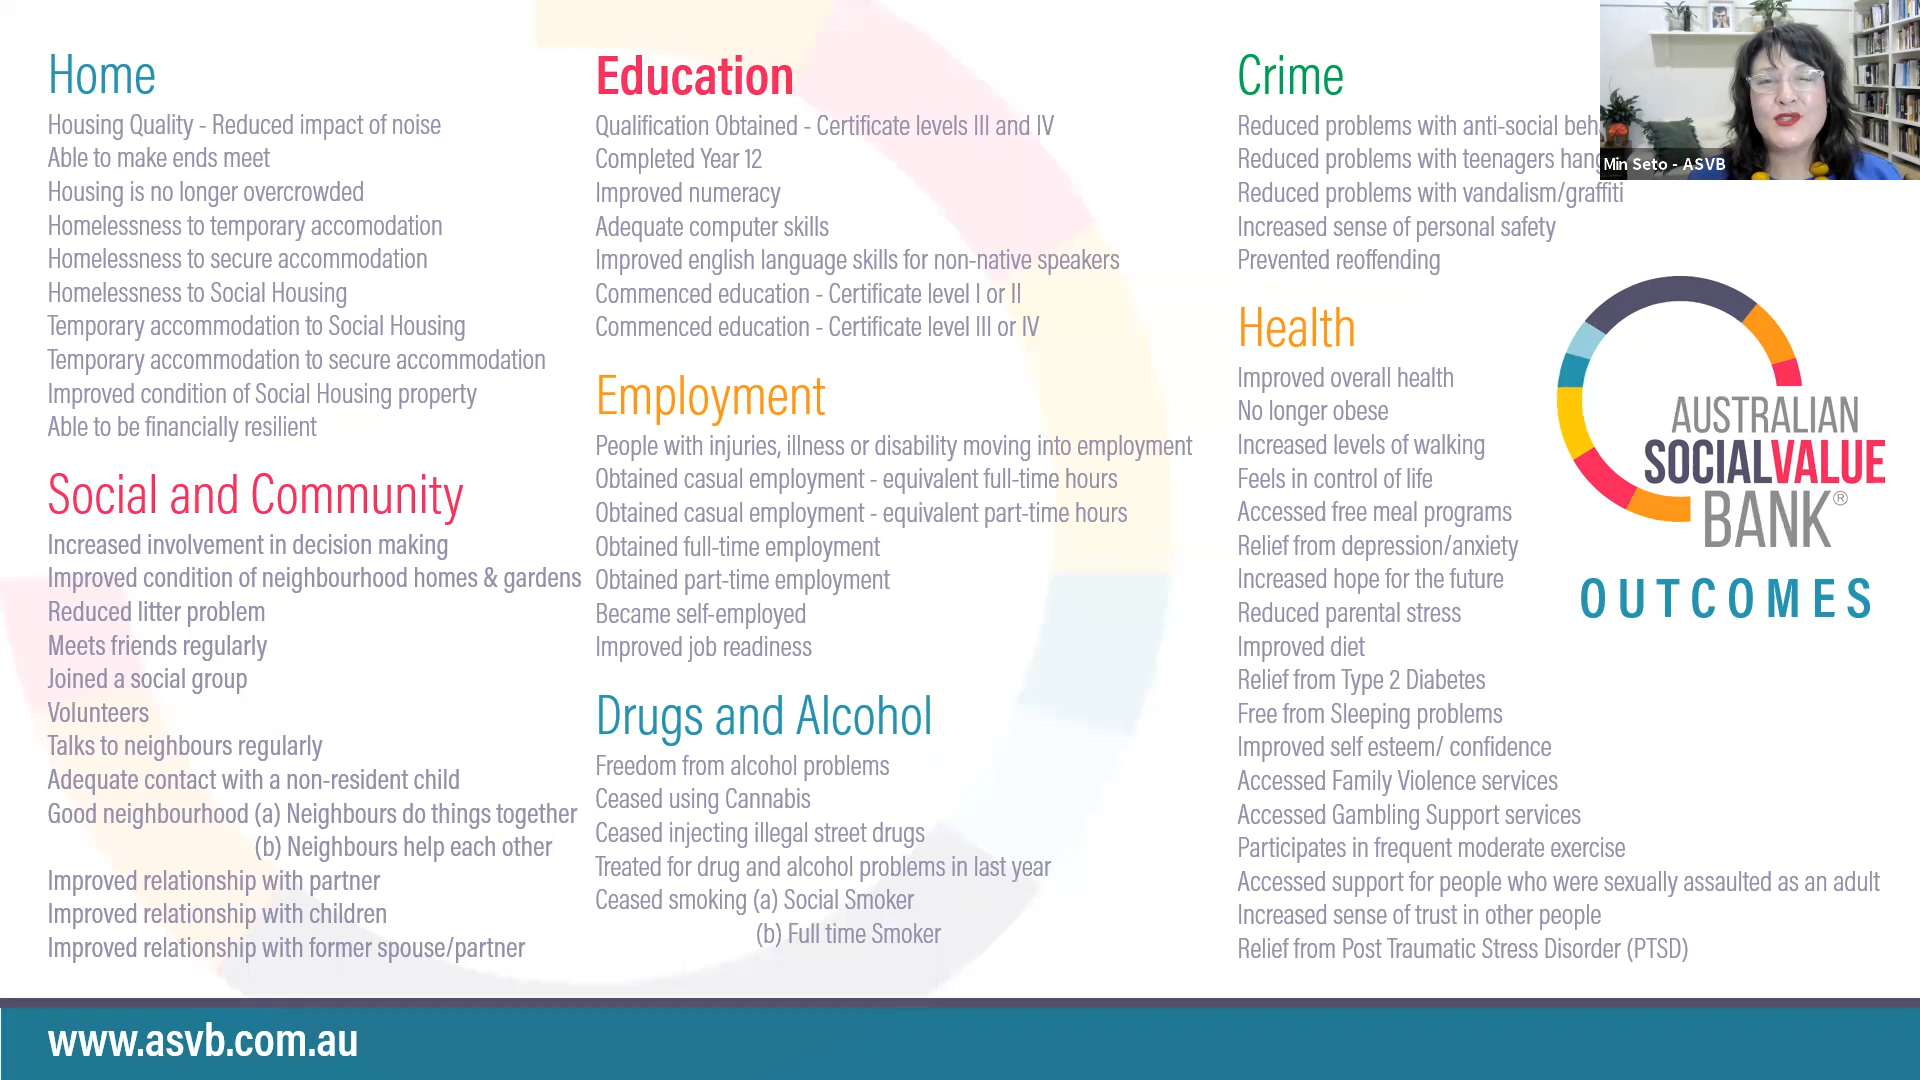 Home
Housing Quality - Reduced impact of noise
Able to make ends meet
Housing is no longer overcrowded
Homelessness to temporary accomodation
Homelessness to secure accommodation
Homelessness to Social Housing
Temporary accommodation to Social Housing
Temporary accommodation to secure accommodation
Improved condition of Social Housing property
Able to be financially resilient
Social and Community
Increased involvement in decision making
Improved condition of neighbourhood homes & gardens
Reduced litter problem
Meets friends regularly
Joined a social group
Volunteers
Talks to neighbours regularly
Adequate contact with a non-resident child
Good neighbourhood (a) Neighbours do things together
(b) Neighbours help each other
Improved relationship with partner
Improved relationship with children
Improved relationship with former spouse/partner
Education
Qualification Obtained - Certificate levels III and IV
Completed Year 12
Improved numeracy
Adequate computer skills
Improved english language skills for non-native speakers
Commenced education - Certificate level I or II
Commenced education - Certificate level III or IV
Employment
People with injuries, illness or disability moving into employment
Obtained casual employment - equivalent full-time hours
Obtained casual employment - equivalent part-time hours
Obtained full-time employment
Obtained part-time employment
Became self-employed
Improved job readiness
Drugs and Alcohol
Freedom from alcohol problems
Ceased using Cannabis
Ceased injecting illegal street drugs
Treated for drug and alcohol problems in last year
Ceased smoking (a) Social Smoker
(b) Full time Smoker
Crime
Reduced problems with anti-social
Reduced problems with teenagers
Reduced problems with vandalism/graffiti
Increased sense of personal safety
Prevented reoffending
Health
Improved overall health
No longer obese
Increased levels of walking
Feels in control of life
Accessed free meal programs
Relief from depression/anxiety
Increased hope for the future
Reduced parental stress
Improved diet
Relief from Type 2 Diabetes
Free from Sleeping problems
Improved self esteem/ confidence
Accessed Family Violence services
Accessed Gambling Support services
Participates in frequent moderate exercise
Accessed support for people who were sexually assaulted as an adult
Increased sense of trust in other people
Relief from Post Traumatic Stress Disorder (PTSD)
Min Seto - ASVB
AUSTRALIAN
SOCIALVALUE
BANK®
OUTCOMES
www.asvb.com.au